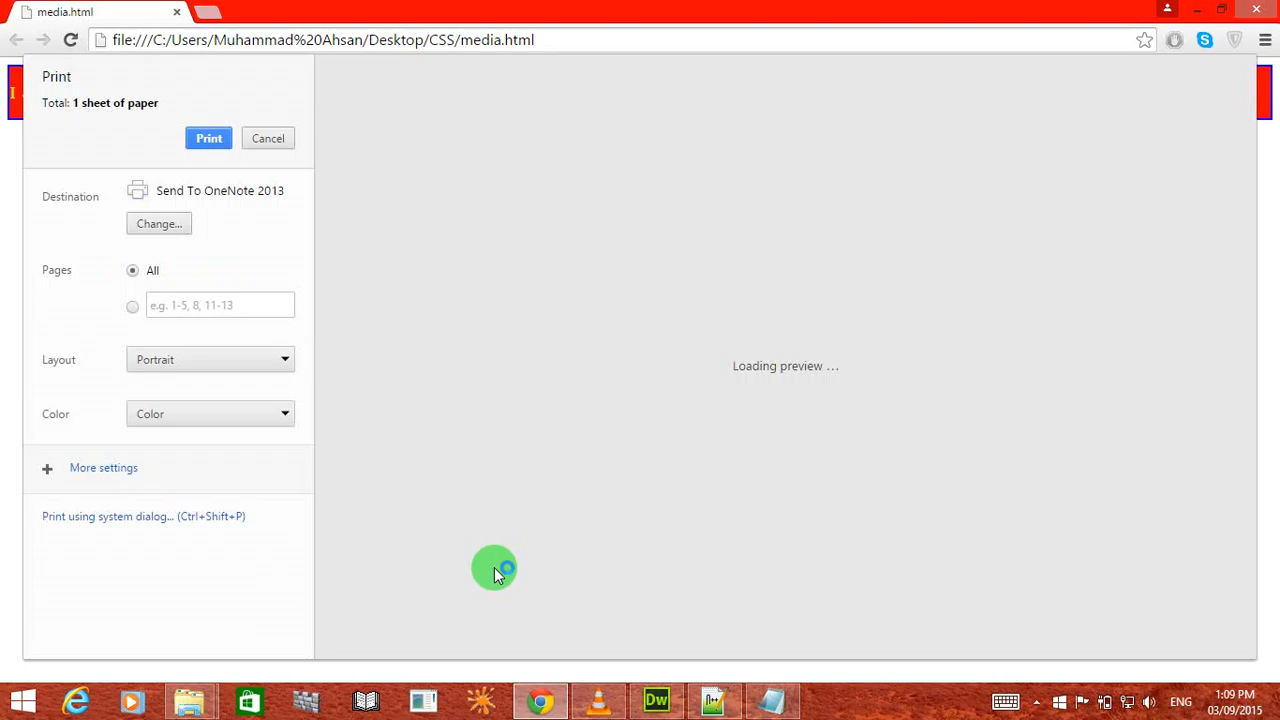 media.html
file:///C:/Users/Muhammad%20Ahsan/Desktop/CSS/media.html
I
Print
Total: 1 sheet of paper
Print Cancel
Destination Send To OneNote 2013
Change...
Pages All
e.g. 1-5, 8, 11-13
Layout Portrait
Loading preview ...
Color Color
+ More settings
Print using system dialog... (Ctrl+Shift+P)
Dw
ENG
1:09 PM
03/09/2015